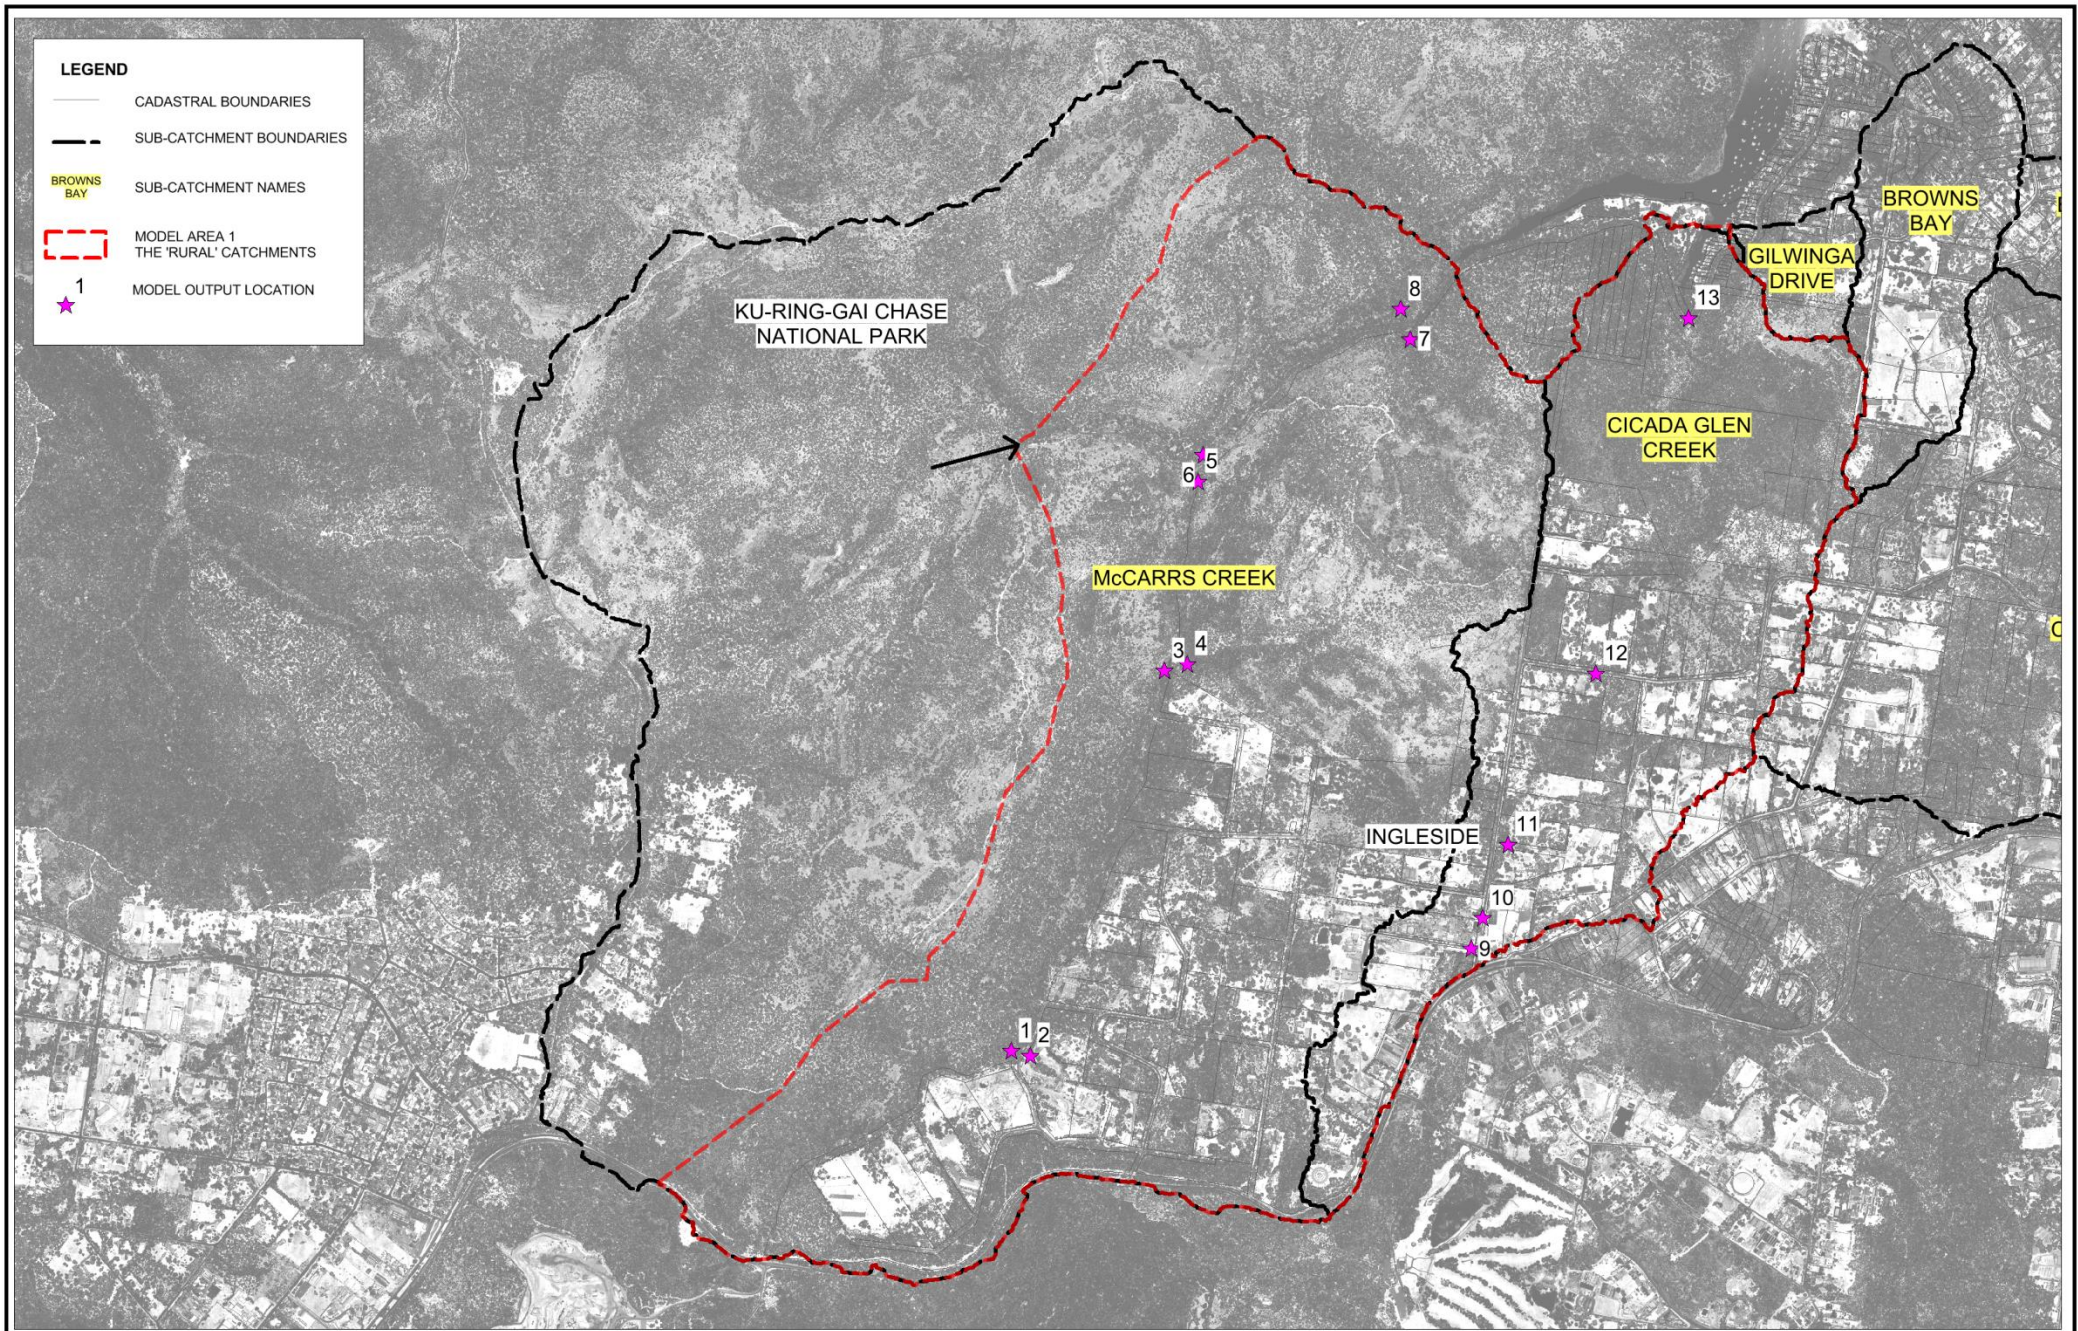 LEGEND
CADASTRAL BOUNDARIES
SUB-CATCHMENT BOUNDARIES
BROWNS
BAY
SUB-CATCHMENT NAMES
MODEL AREA 1
THE 'RURAL' CATCHMENTS
1
MODEL OUTPUT LOCATION
BROWNS
BAY
GILWINGA
DRIVE
KU-RING-GAI CHASE
NATIONAL PARK
8
7
13
CICADA GLEN
CREEK
5
6
McCARRS CREEK
3
4
12
INGLESIDE
11
10
9
1
2